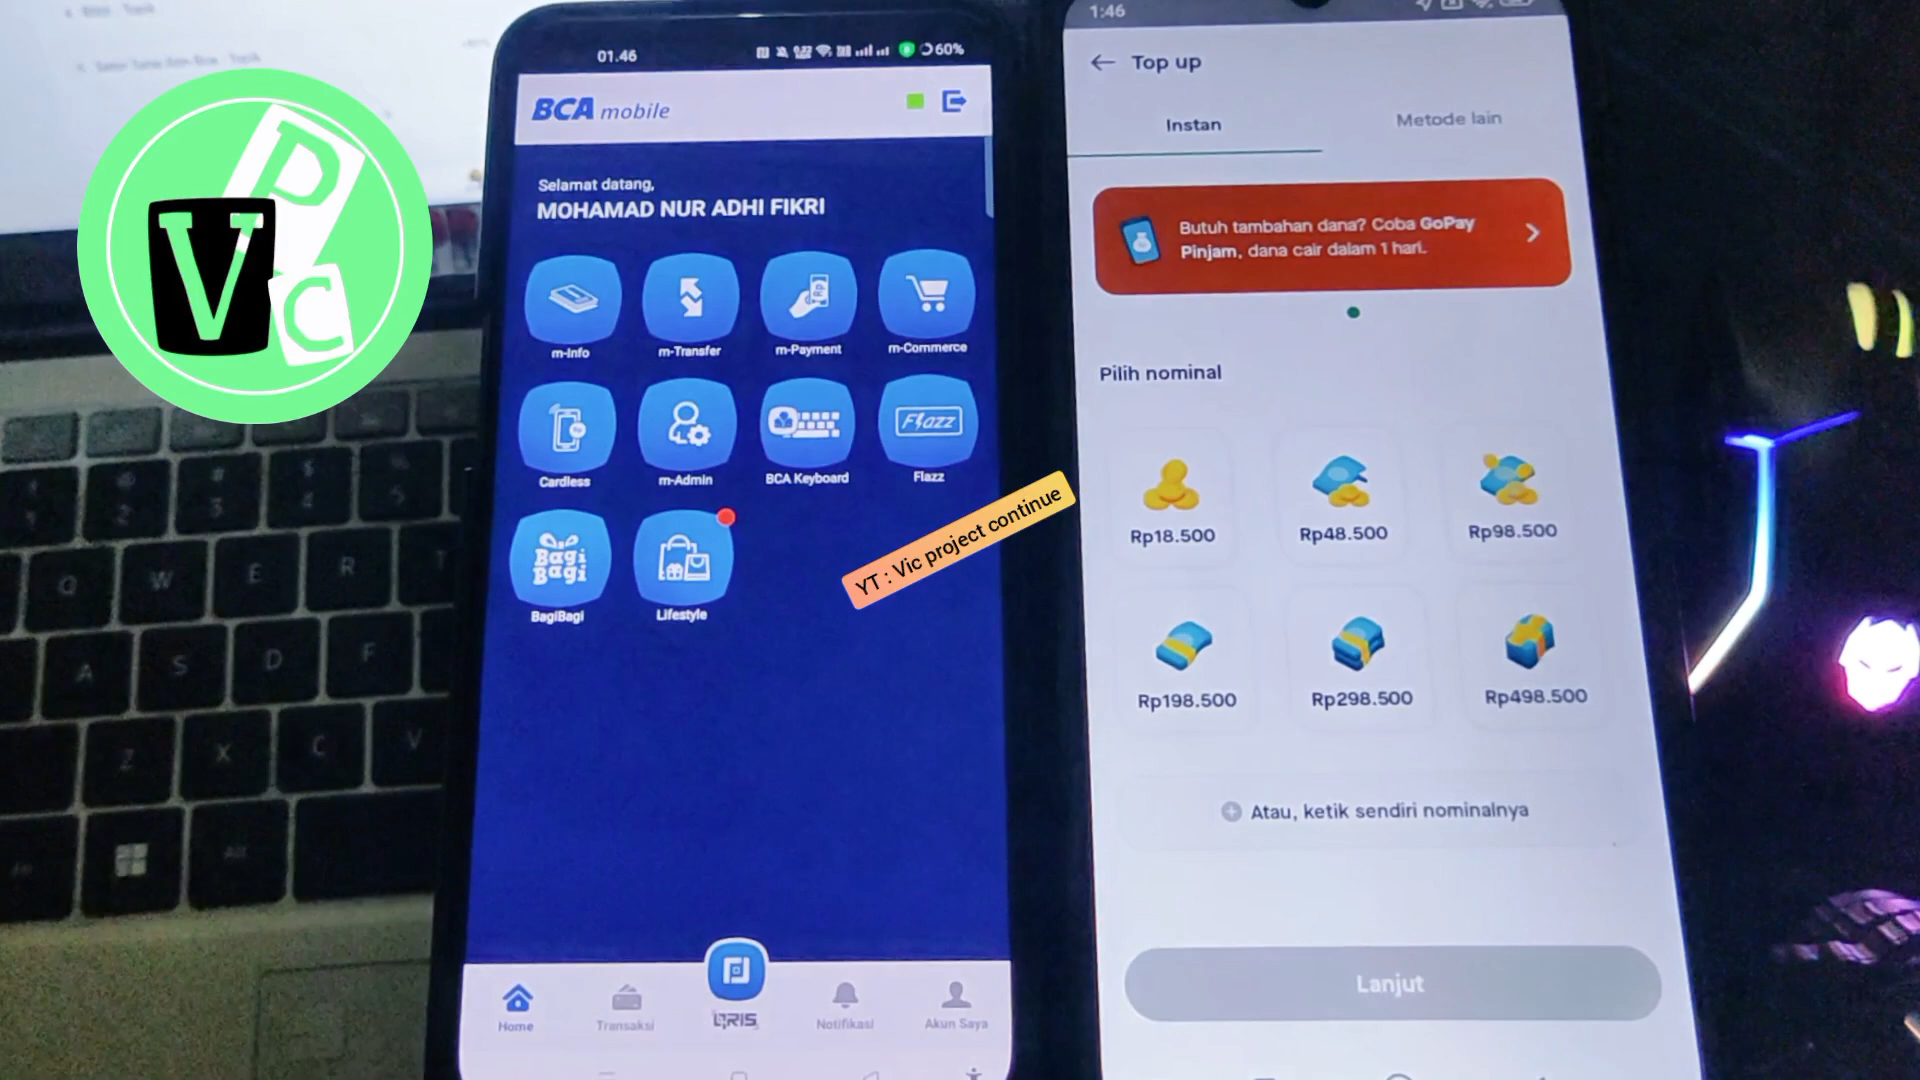 V
P
C
01.46
60%
BCA mobile
Selamat datang,
MOHAMAD NUR ADHI FIKRI
m-Info
m-Transfer
m-Payment
m-Commerce
Cardless
m-Admin
BCA Keyboard
Flazz
Flazz
Bagi
Bagi
BagiBagi
Lifestyle
Home
Transaksi
QRIS
Notifikasi
Akun Saya
YT : Vic project continue
1:46
← Top up
Instan
Metode lain
Butuh tambahan dana? Coba GoPay
Pinjam, dana cair dalam 1 hari.
Pilih nominal
Rp18.500
Rp48.500
Rp98.500
Rp198.500
Rp298.500
Rp498.500
Atau, ketik sendiri nominalnya
Lanjut
Q W E R
A S D F
Z X C V
Alt